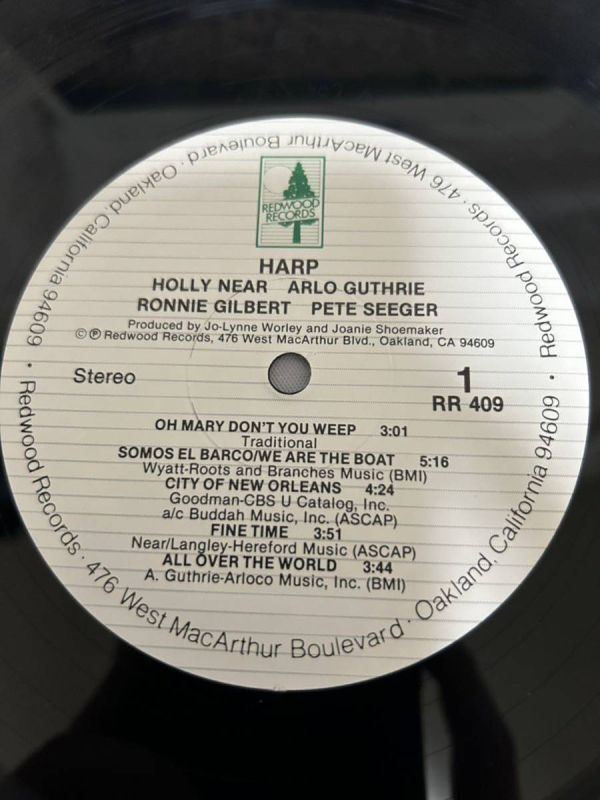 Redwood Records · 476 West MacArthur Boulevard · Oakland, California 94609 · Redwood Records · 476 West MacArthur Boulevard · Oakland, California 94609 ·
REDWOOD
RECORDS
HARP
HOLLY NEAR ARLO GUTHRIE
RONNIE GILBERT PETE SEEGER
Produced by Jo-Lynne Worley and Joanie Shoemaker
©℗ Redwood Records, 476 West MacArthur Blvd., Oakland, CA 94609
Stereo
1
RR 409
OH MARY DON'T YOU WEEP 3:01
Traditional
SOMOS EL BARCO/WE ARE THE BOAT 5:16
Wyatt-Roots and Branches Music (BMI)
CITY OF NEW ORLEANS 4:24
Goodman-CBS U Catalog, Inc.
a/c Buddah Music, Inc. (ASCAP)
FINE TIME 3:51
Near/Langley-Hereford Music (ASCAP)
ALL OVER THE WORLD 3:44
A. Guthrie-Arloco Music, Inc. (BMI)